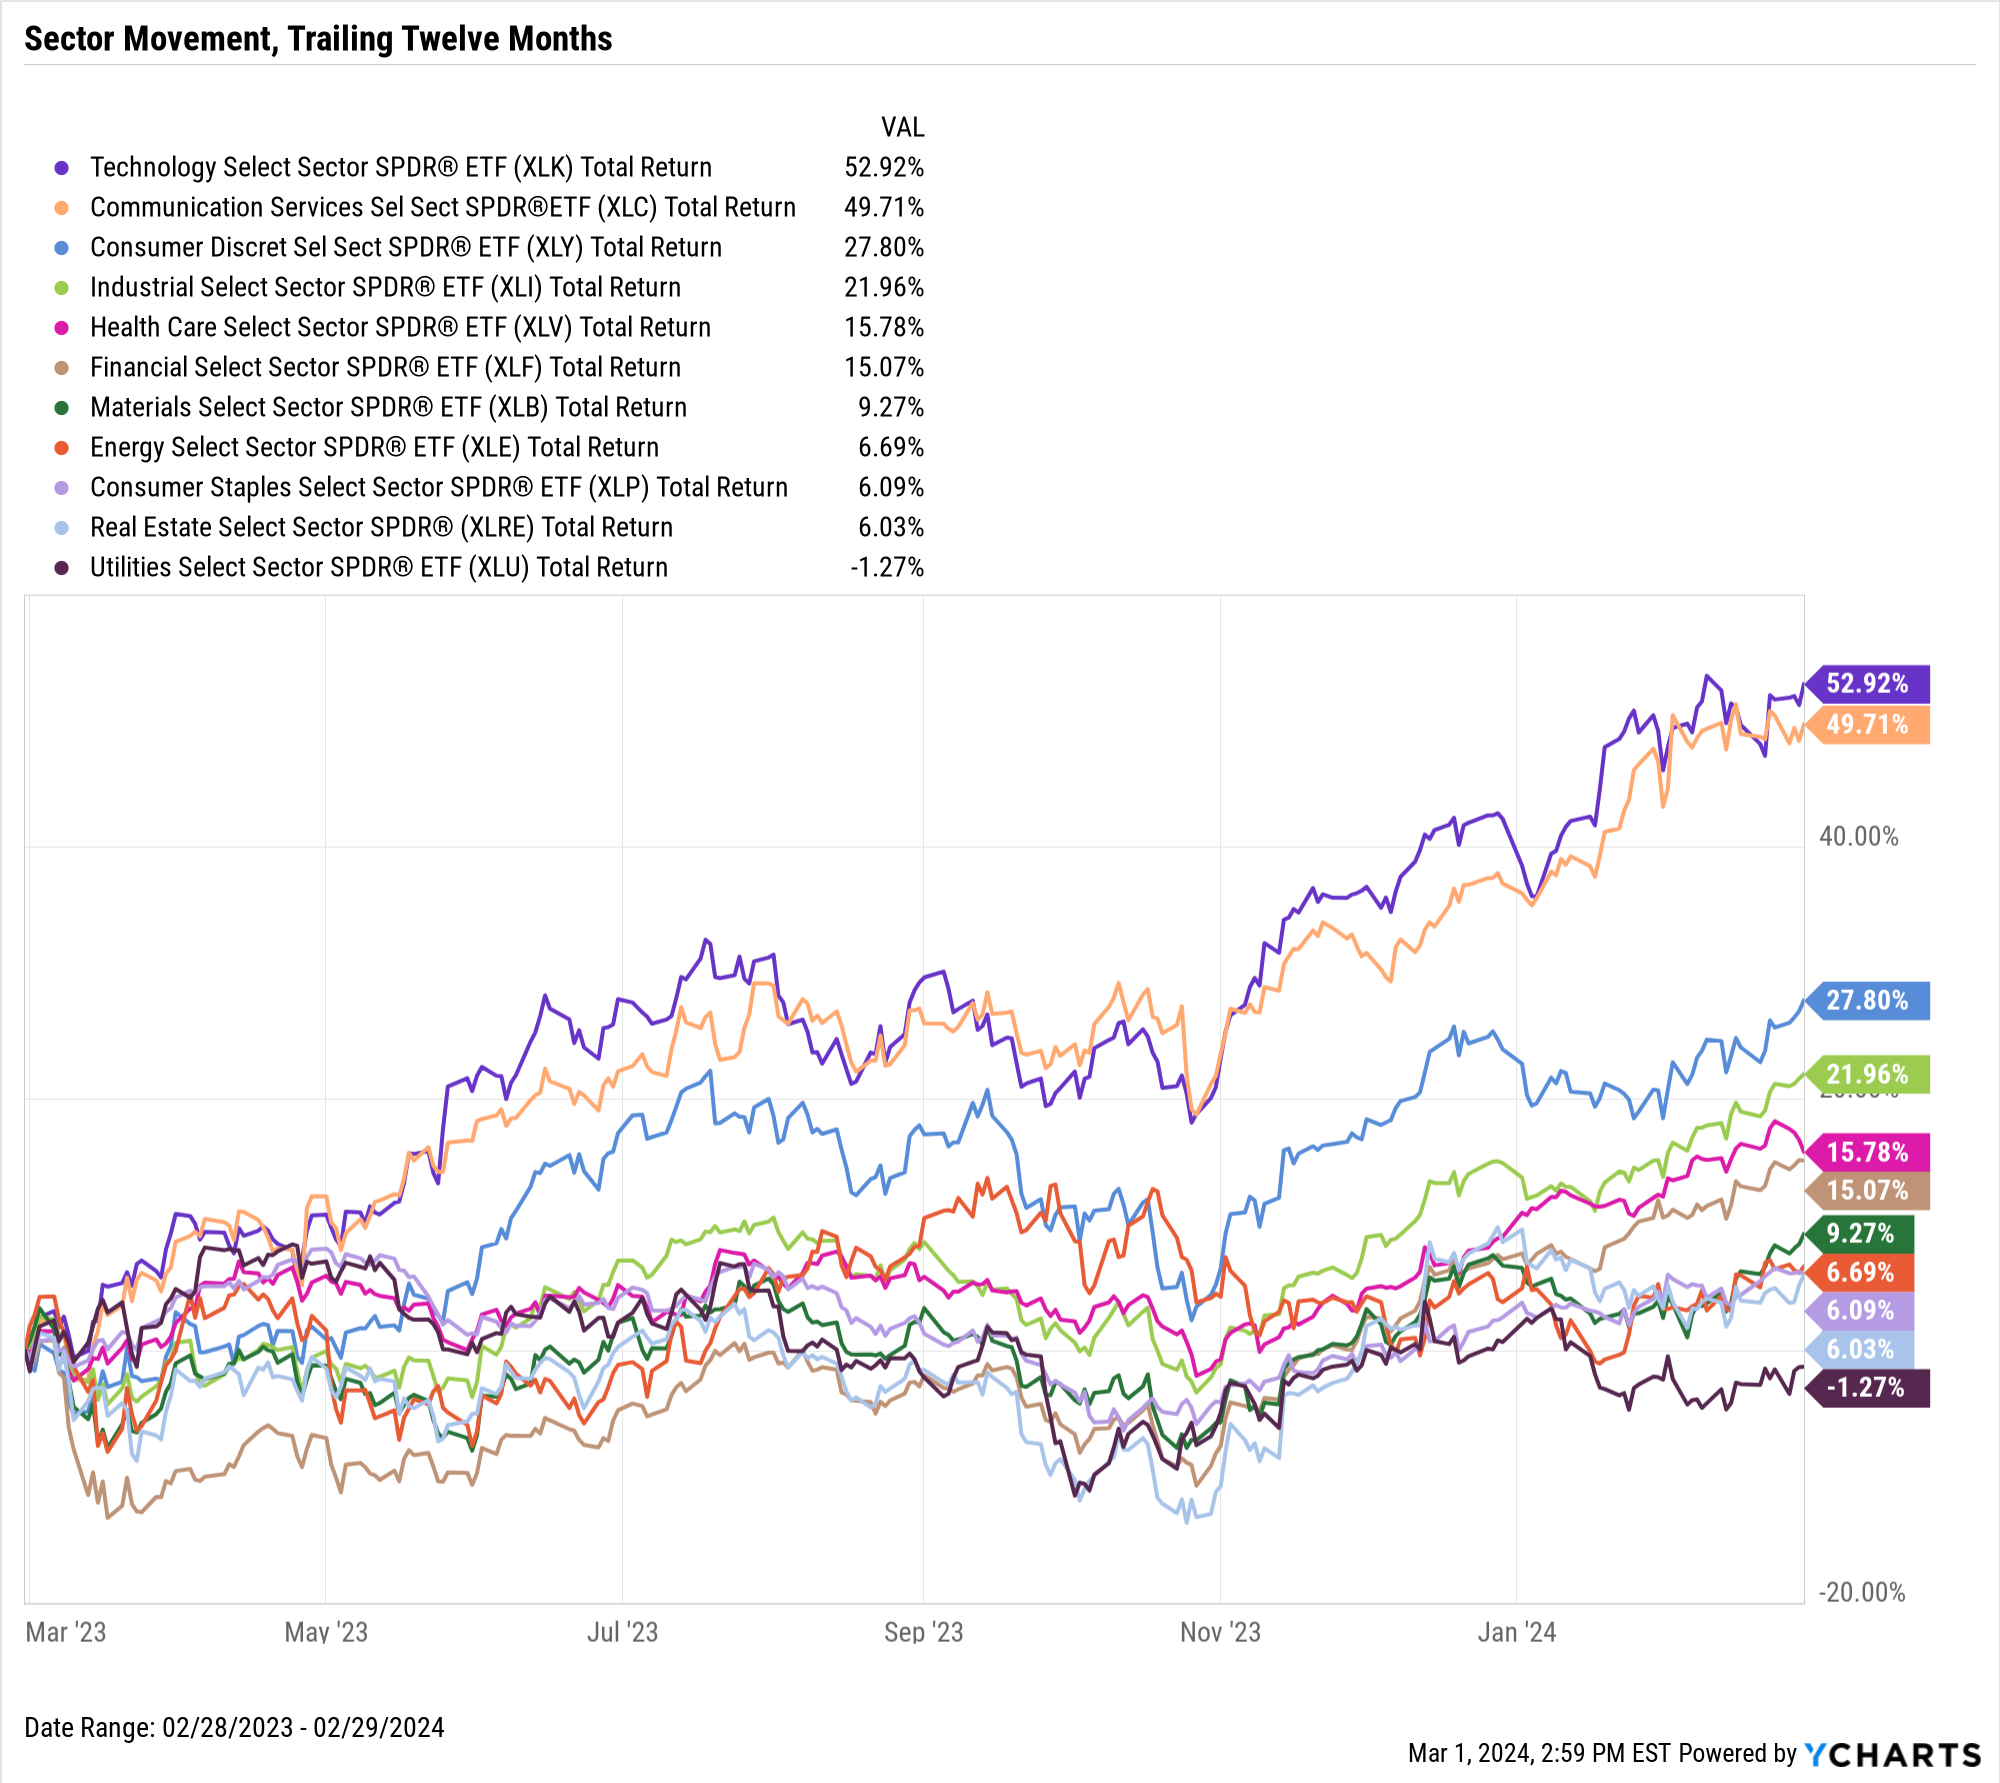 Sector Movement, Trailing Twelve Months
VAL
Technology Select Sector SPDR® ETF (XLK) Total Return 52.92%
Communication Services Sel Sect SPDR®ETF (XLC) Total Return 49.71%
Consumer Discret Sel Sect SPDR® ETF (XLY) Total Return 27.80%
Industrial Select Sector SPDR® ETF (XLI) Total Return 21.96%
Health Care Select Sector SPDR® ETF (XLV) Total Return 15.78%
Financial Select Sector SPDR® ETF (XLF) Total Return 15.07%
Materials Select Sector SPDR® ETF (XLB) Total Return 9.27%
Energy Select Sector SPDR® ETF (XLE) Total Return 6.69%
Consumer Staples Select Sector SPDR® ETF (XLP) Total Return 6.09%
Real Estate Select Sector SPDR® (XLRE) Total Return 6.03%
Utilities Select Sector SPDR® ETF (XLU) Total Return -1.27%
52.92%
49.71%
40.00%
27.80%
21.96%
15.78%
15.07%
9.27%
6.69%
6.09%
6.03%
-1.27%
-20.00%
Mar '23 May '23 Jul '23 Sep '23 Nov '23 Jan '24
Date Range: 02/28/2023 - 02/29/2024
Mar 1, 2024, 2:59 PM EST Powered by YCHARTS